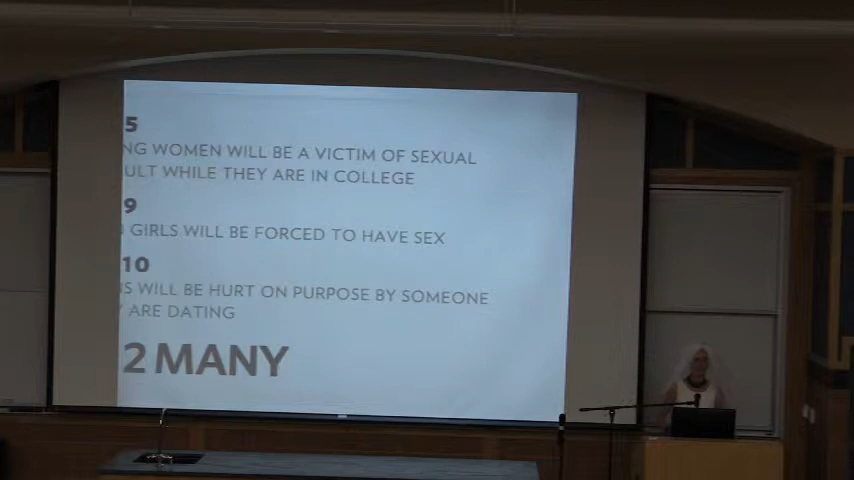 5
NG WOMEN WILL BE A VICTIM OF SEXUAL
ULT WHILE THEY ARE IN COLLEGE
9
GIRLS WILL BE FORCED TO HAVE SEX
10
S WILL BE HURT ON PURPOSE BY SOMEONE
Y ARE DATING
2 MANY